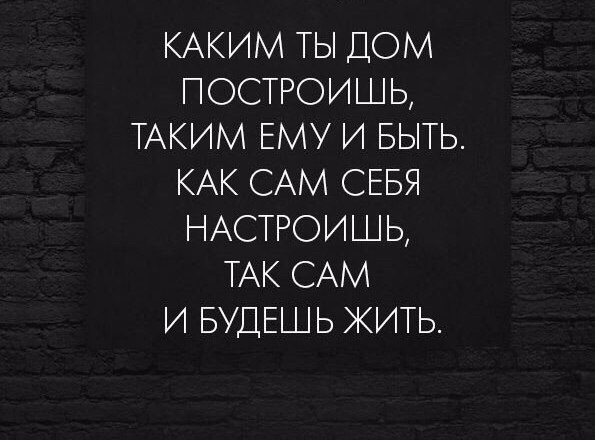 КАКИМ ТЫ ДОМ
ПОСТРОИШЬ,
ТАКИМ ЕМУ И БЫТЬ.
КАК САМ СЕБЯ
НАСТРОИШЬ,
ТАК САМ
И БУДЕШЬ ЖИТЬ.